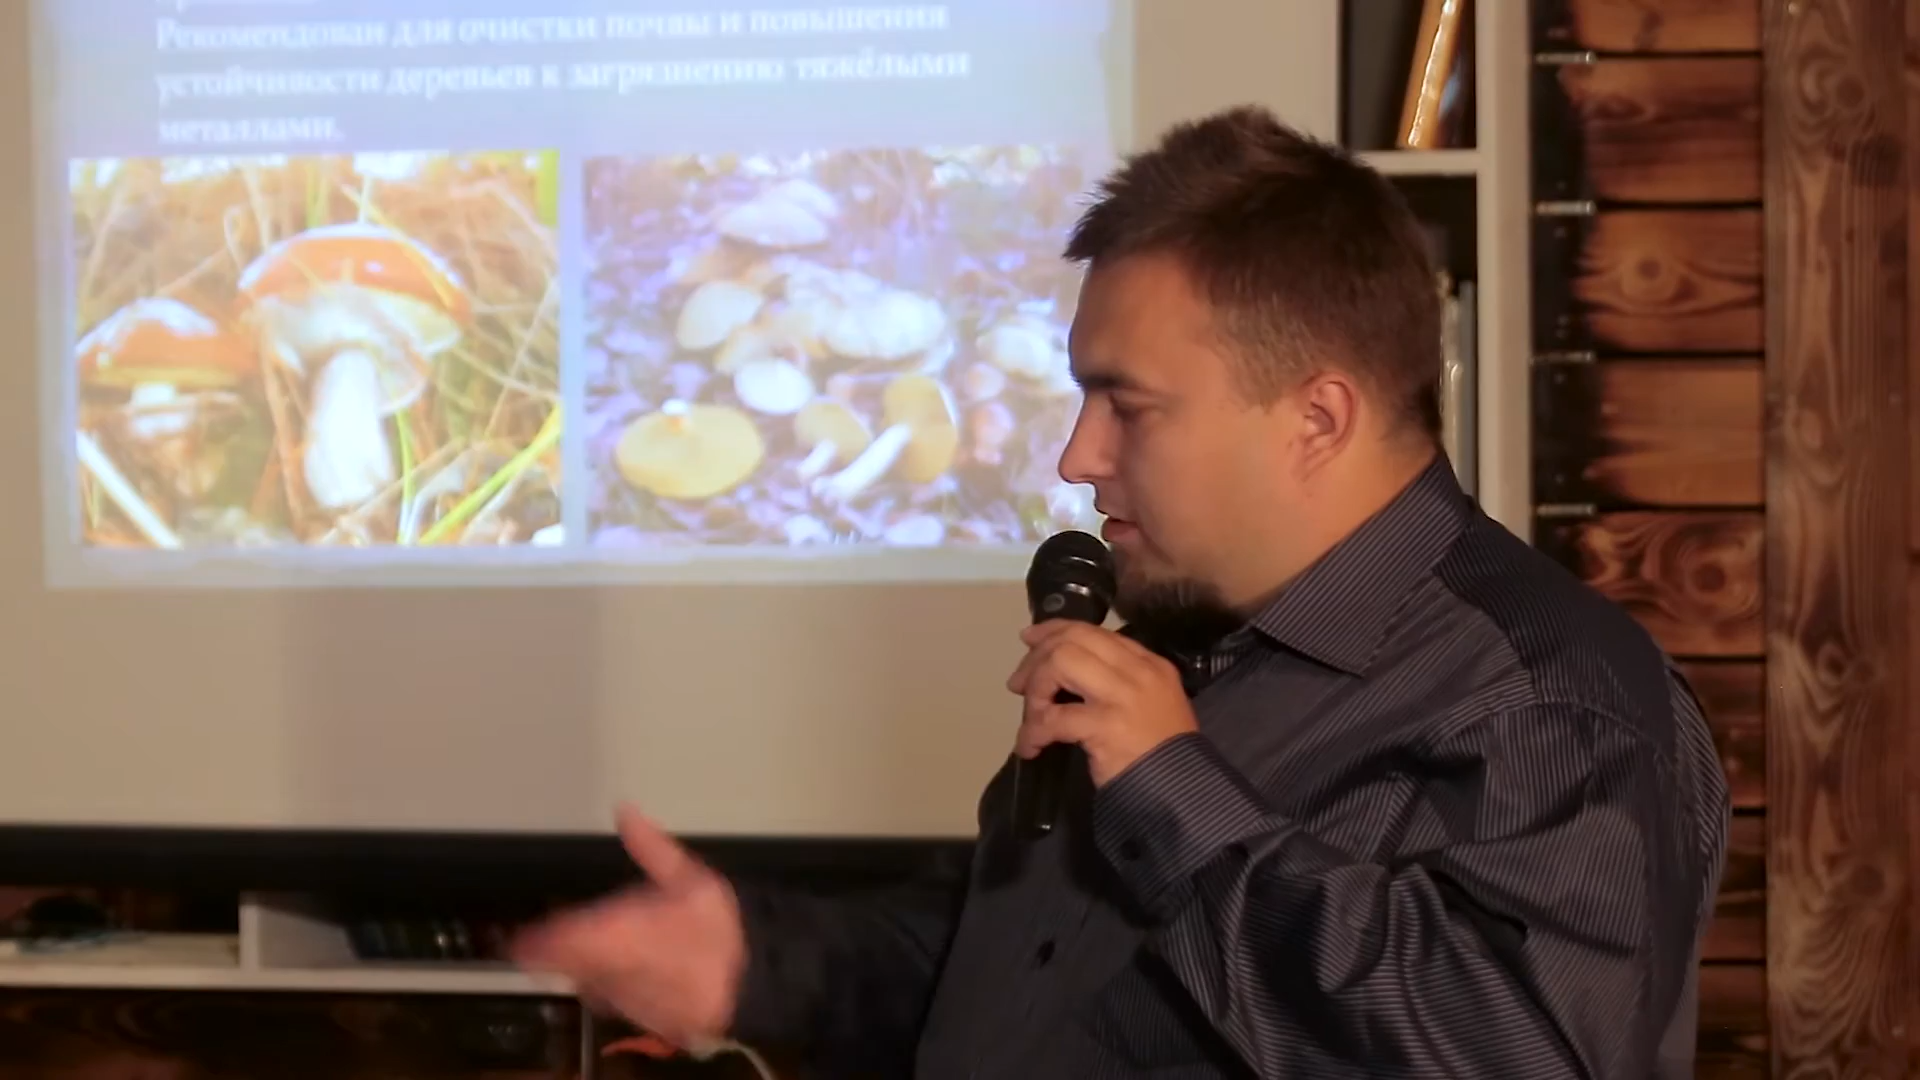 Рекомендован для очистки почвы и повышения
устойчивости деревьев к загрязнению тяжёлыми
металлами.